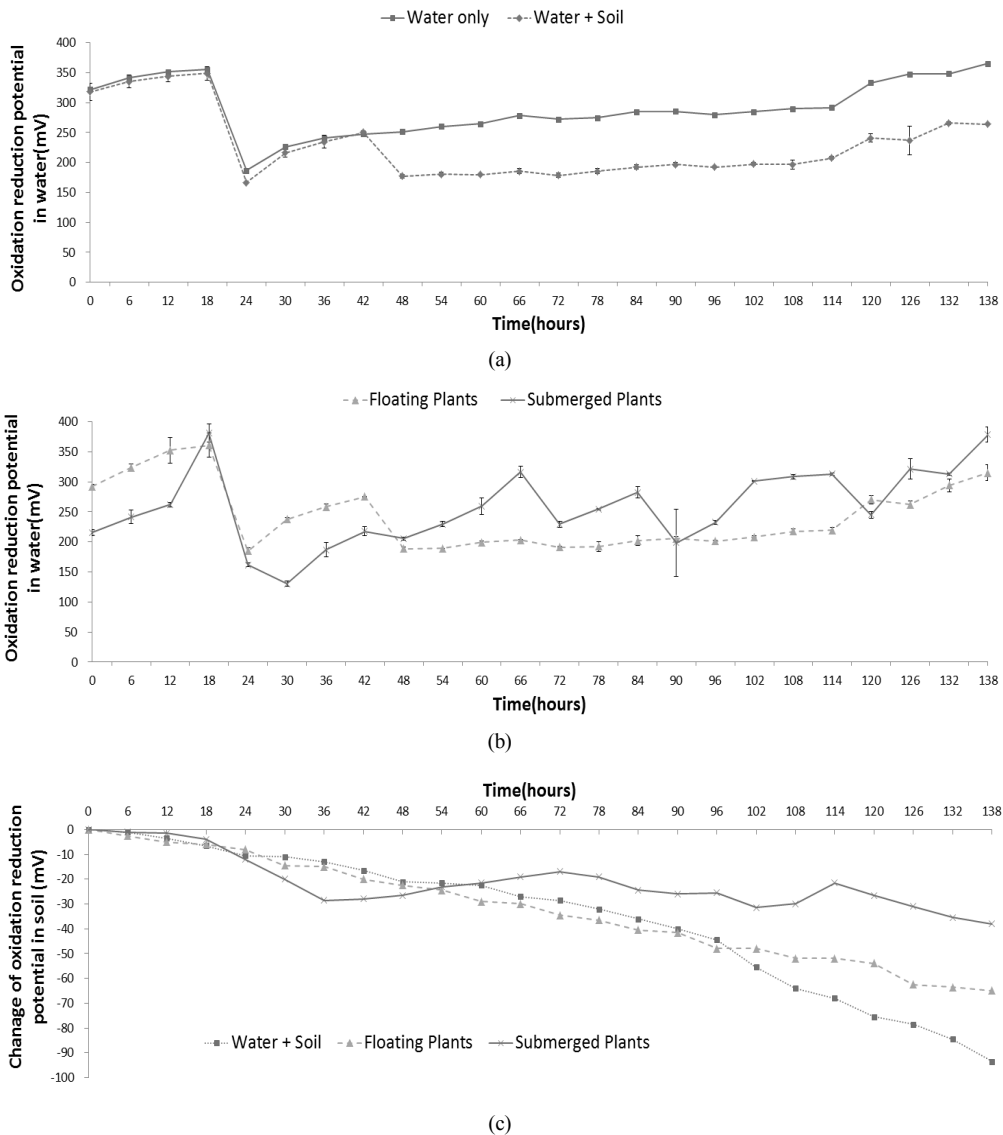 Water only Water + Soil
Oxidation reduction potential
in water(mV)
400
350
300
250
200
150
100
50
0
0 6 12 18 24 30 36 42 48 54 60 66 72 78 84 90 96 102 108 114 120 126 132 138
Time(hours)
(a)
Floating Plants Submerged Plants
Oxidation reduction potential
in water(mV)
400
350
300
250
200
150
100
50
0
0 6 12 18 24 30 36 42 48 54 60 66 72 78 84 90 96 102 108 114 120 126 132 138
Time(hours)
(b)
Time(hours)
0 6 12 18 24 30 36 42 48 54 60 66 72 78 84 90 96 102 108 114 120 126 132 138
Chanage of oxidation reduction
potential in soil (mV)
0
-10
-20
-30
-40
-50
-60
-70
-80
-90
-100
Water + Soil Floating Plants Submerged Plants
(c)